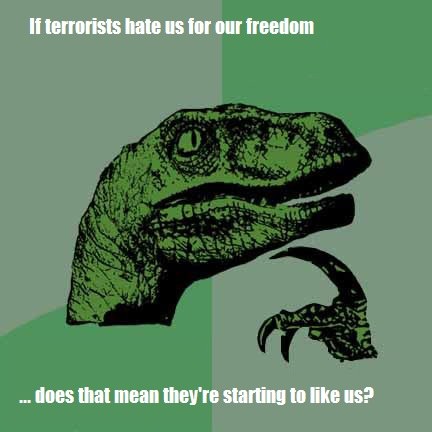 If terrorists hate us for our freedom
... does that mean they're starting to like us?